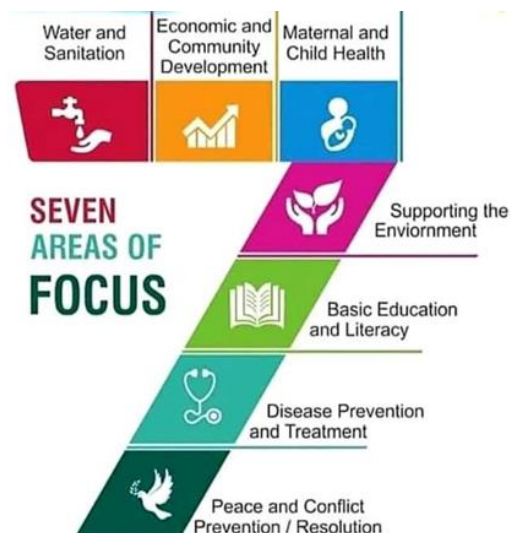 Water and
Sanitation
Economic and
Community
Development
Maternal and
Child Health
SEVEN
AREAS OF
FOCUS
Supporting the
Enviornment
Basic Education
and Literacy
Disease Prevention
and Treatment
Peace and Conflict
Prevention / Resolution